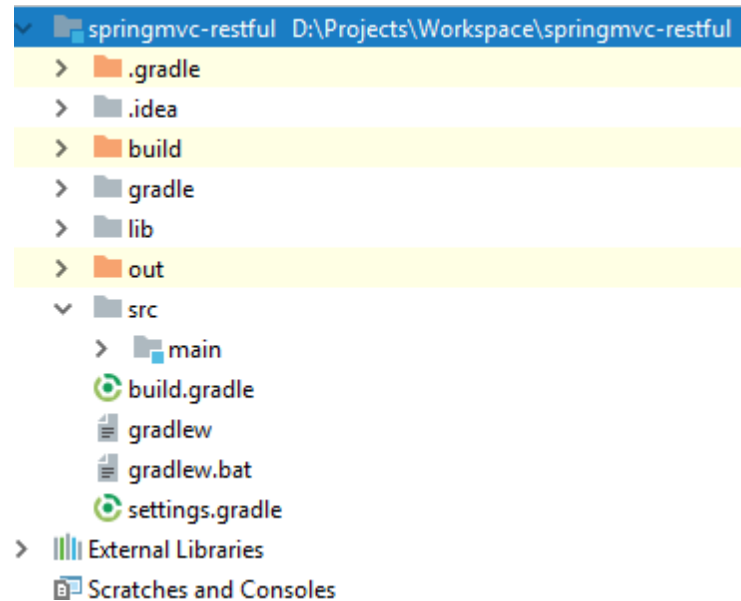 springmvc-restful D:\Projects\Workspace\springmvc-restful
.gradle
.idea
build
gradle
lib
out
src
main
build.gradle
gradlew
gradlew.bat
settings.gradle
External Libraries
Scratches and Consoles